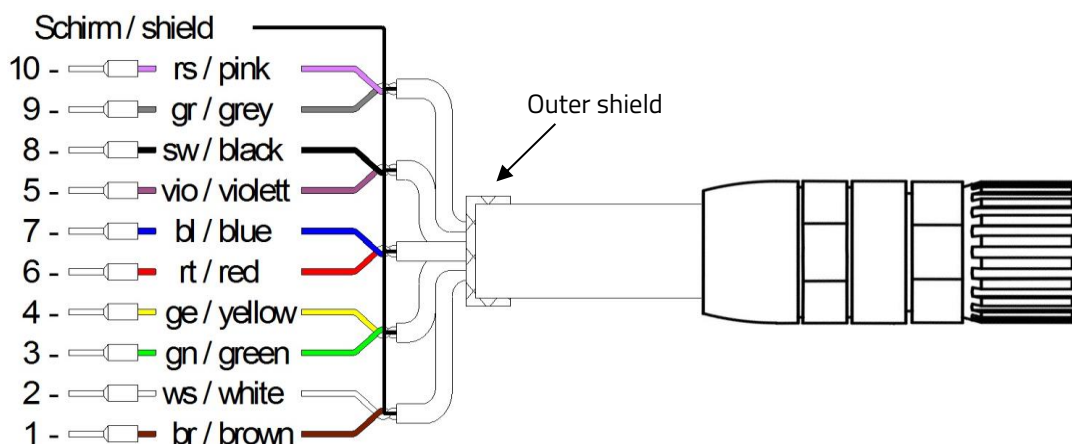 Schirm / shield
10 - rs / pink
9 - gr / grey
Outer shield
8 - sw / black
5 - vio / violett
7 - bl / blue
6 - rt / red
4 - ge / yellow
3 - gn / green
2 - ws / white
1 - br / brown